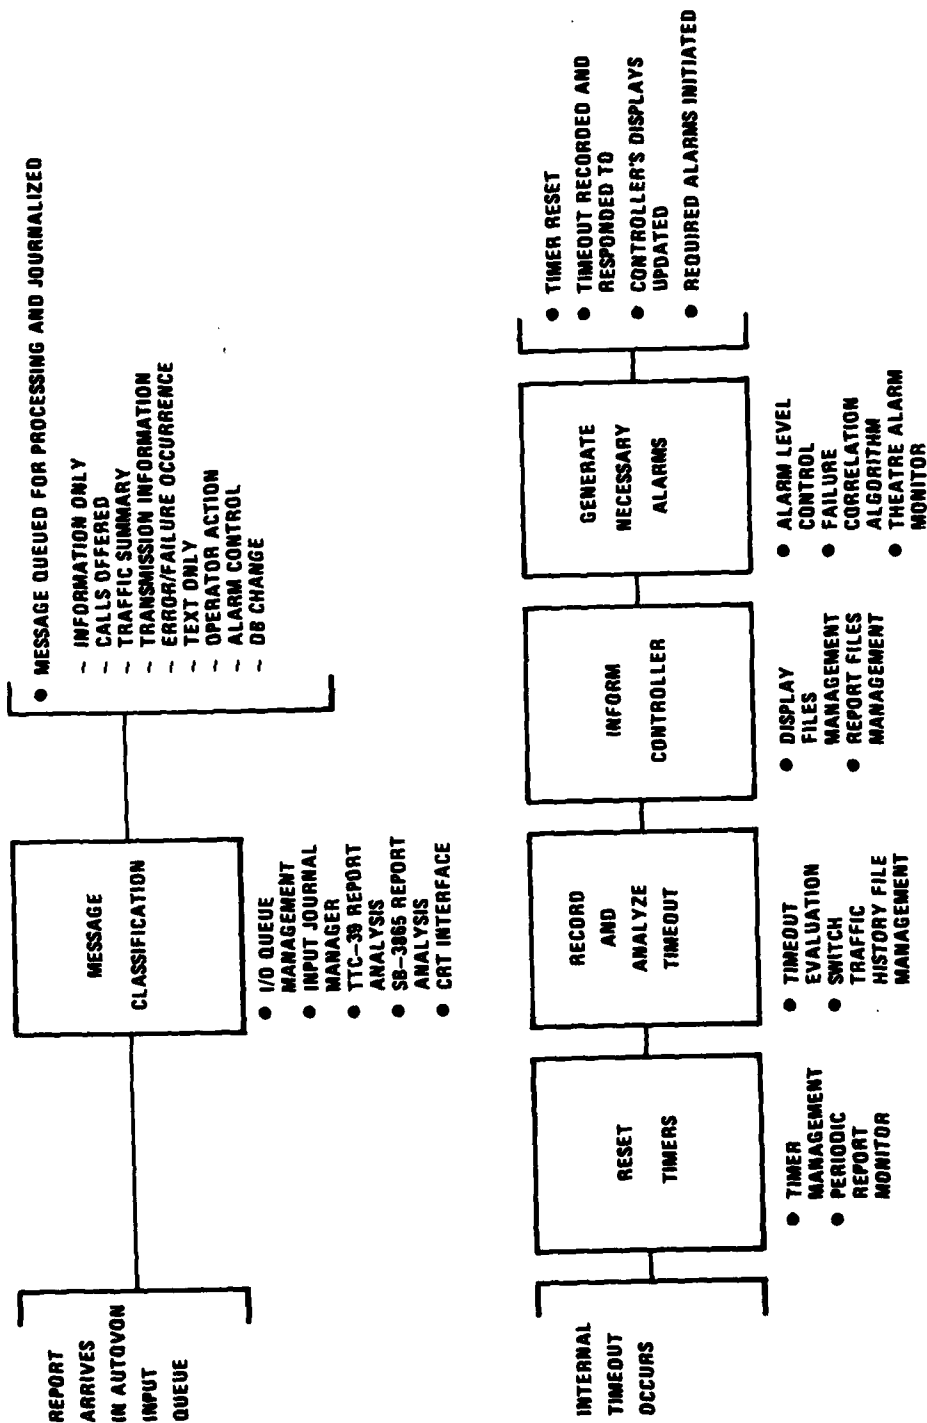 REPORT
ARRIVES
IN AUTOVON
INPUT
QUEUE
MESSAGE
CLASSIFICATION
● I/O QUEUE
MANAGEMENT
● INPUT JOURNAL
MANAGER
● TTC-39 REPORT
ANALYSIS
● SB-3865 REPORT
ANALYSIS
● CRT INTERFACE
● MESSAGE QUEUED FOR PROCESSING AND JOURNALIZED
~ INFORMATION ONLY
~ CALLS OFFERED
~ TRAFFIC SUMMARY
~ TRANSMISSION INFORMATION
~ ERROR/FAILURE OCCURRENCE
~ TEXT ONLY
~ OPERATOR ACTION
~ ALARM CONTROL
~ DB CHANGE
INTERNAL
TIMEOUT
OCCURS
RESET
TIMERS
● TIMER
MANAGEMENT
● PERIODIC
REPORT
MONITOR
RECORD
AND
ANALYZE
TIMEOUT
● TIMEOUT
EVALUATION
● SWITCH
TRAFFIC
HISTORY FILE
MANAGEMENT
INFORM
CONTROLLER
● DISPLAY
FILES
MANAGEMENT
● REPORT FILES
MANAGEMENT
GENERATE
NECESSARY
ALARMS
● ALARM LEVEL
CONTROL
● FAILURE
CORRELATION
ALGORITHM
● THEATRE ALARM
MONITOR
● TIMER RESET
● TIMEOUT RECORDED AND
RESPONDED TO
● CONTROLLER'S DISPLAYS
UPDATED
● REQUIRED ALARMS INITIATED